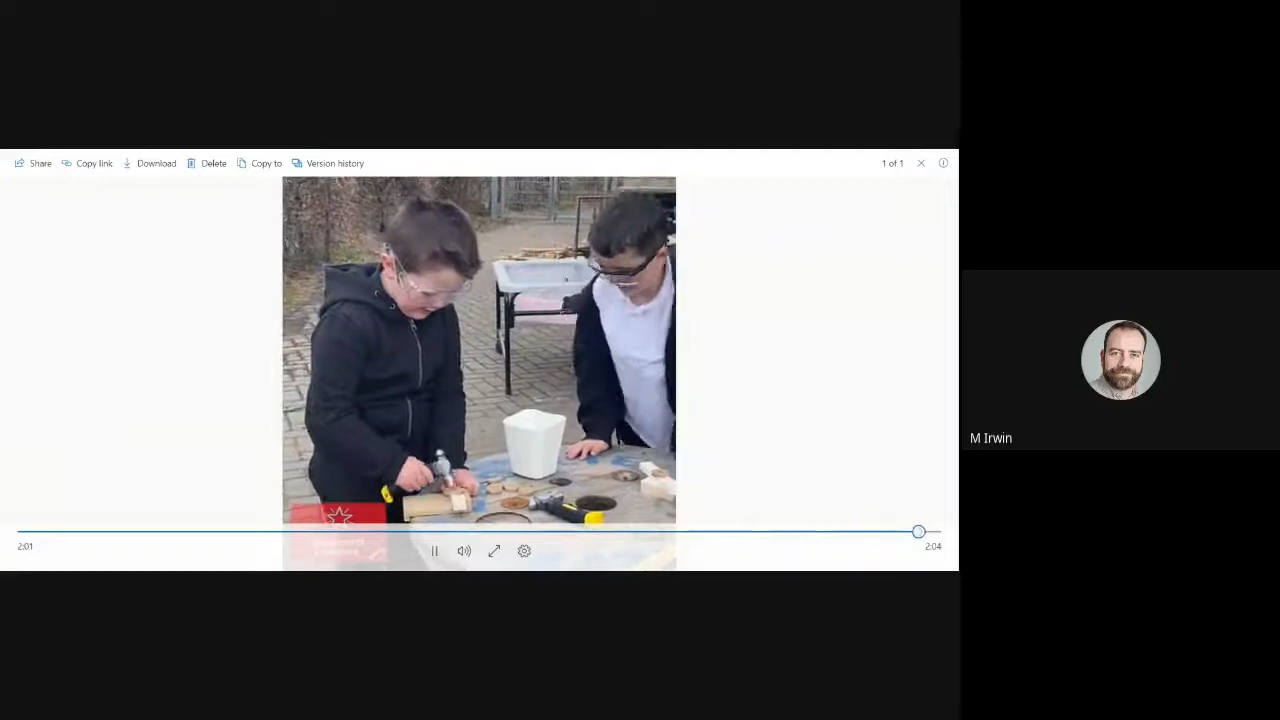 Share Copy link Download Delete Copy to Version history 1 of 1
M Irwin
2:01 2:04